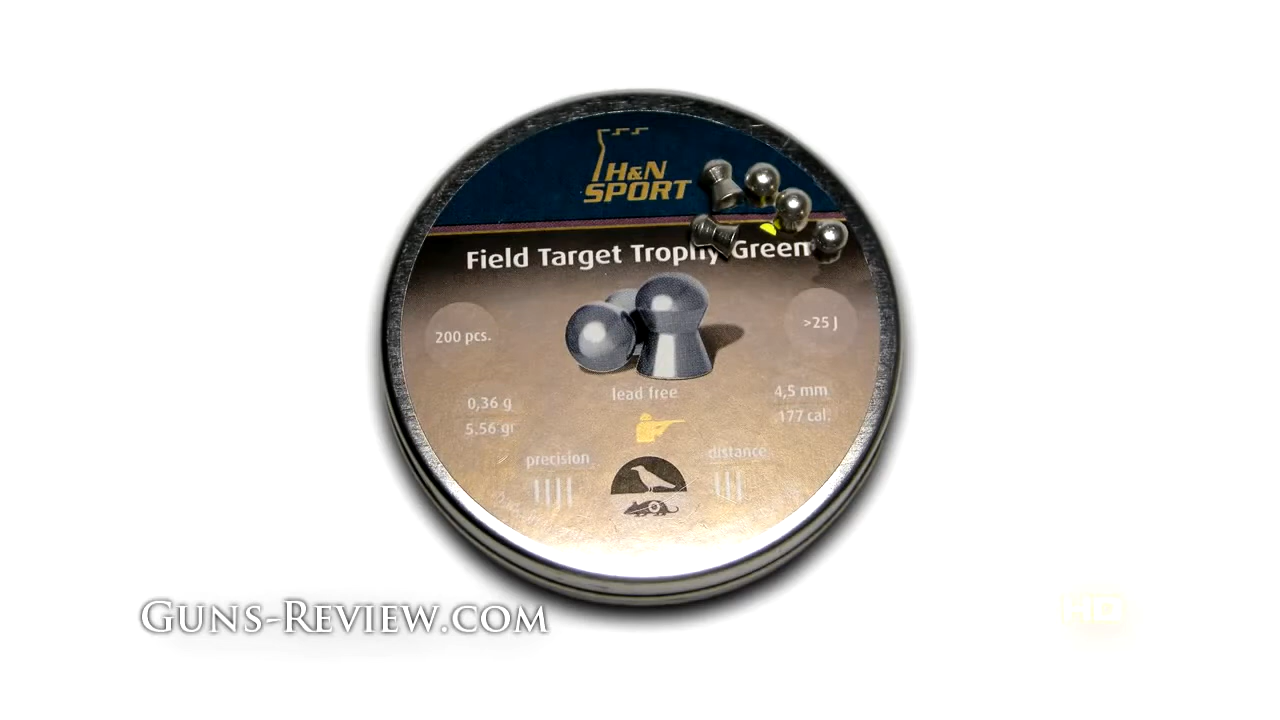 H&N
SPORT
Field Target Trophy Green
200 pcs.
>25 J
lead free
0,36 g
5.56 gr
4,5 mm
.177 cal.
precision
distance
GUNS-REVIEW.COM
HD